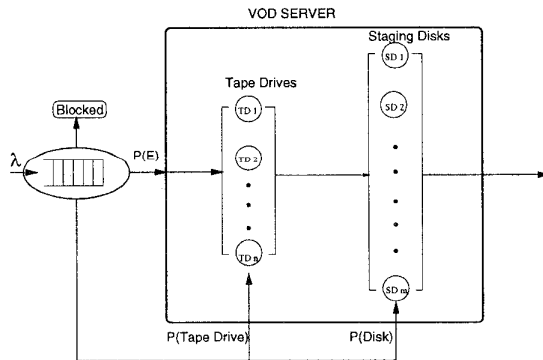 VOD SERVER
Staging Disks
SD 1
Tape Drives
Blocked
TD 1
SD 2
λ
P(E)
TD 2
TD n
SD m
P(Tape Drive)
P(Disk)